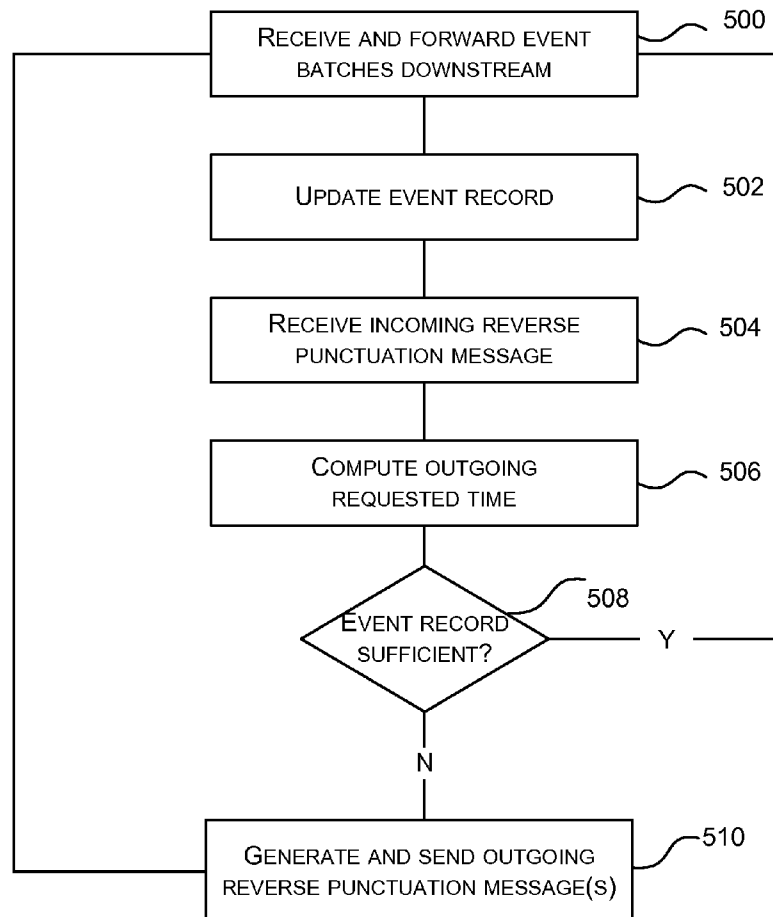 RECEIVE AND FORWARD EVENT
BATCHES DOWNSTREAM
500
UPDATE EVENT RECORD
502
RECEIVE INCOMING REVERSE
PUNCTUATION MESSAGE
504
COMPUTE OUTGOING
REQUESTED TIME
506
EVENT RECORD
SUFFICIENT?
508
Y
N
GENERATE AND SEND OUTGOING
REVERSE PUNCTUATION MESSAGE(S)
510